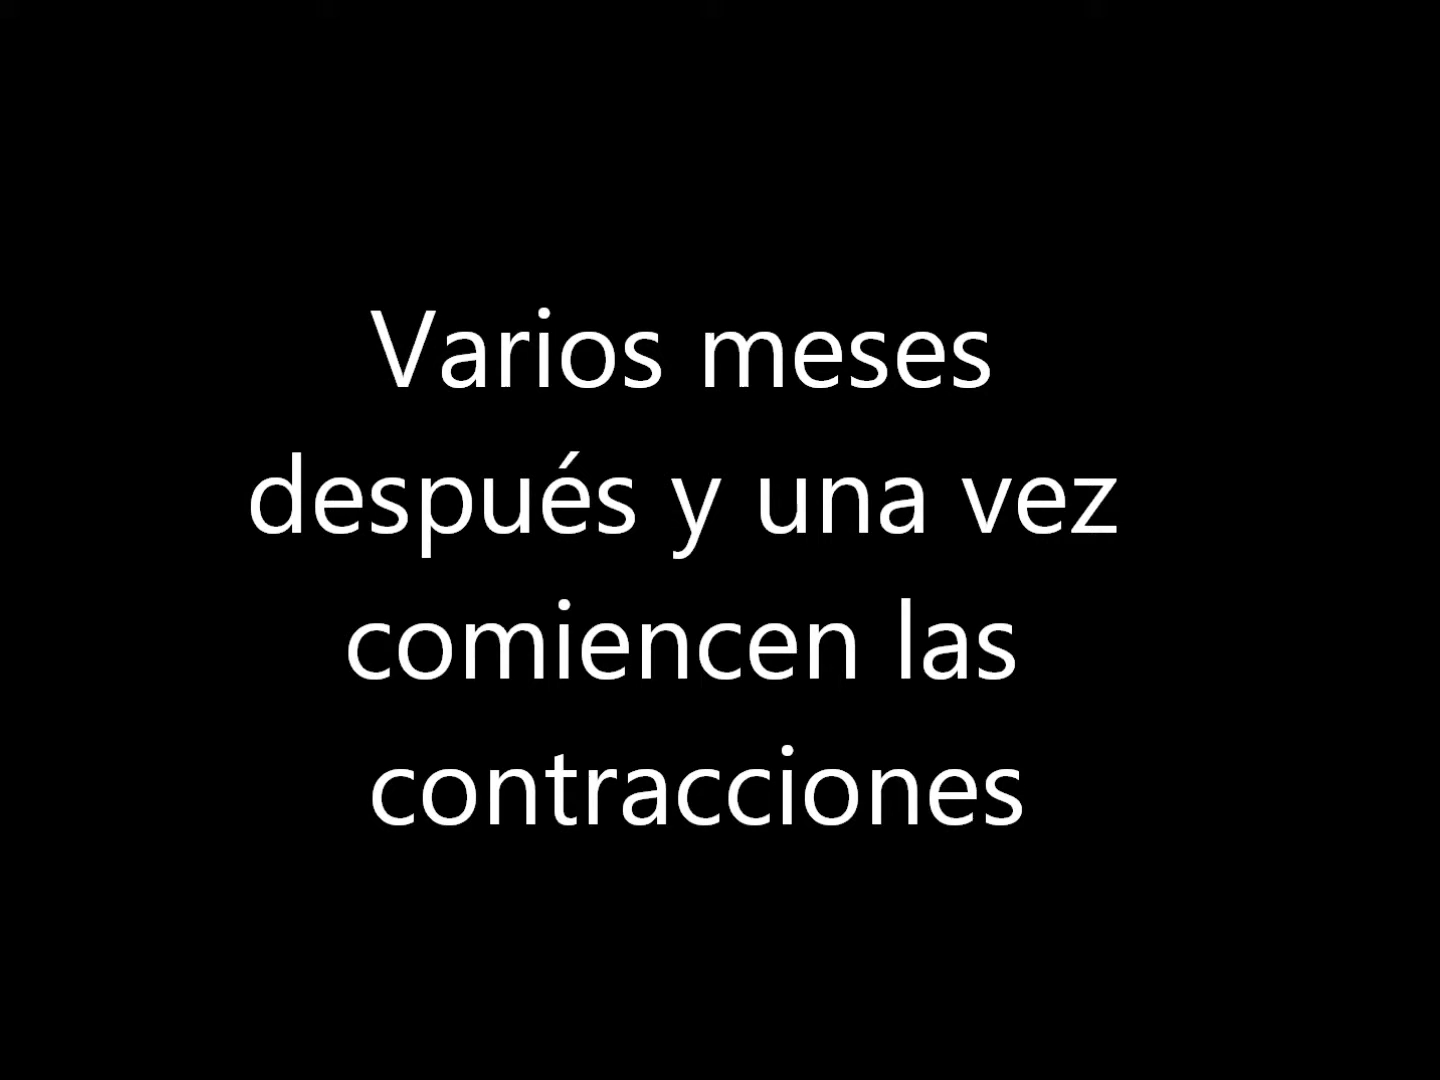 Varios meses
después y una vez
comiencen las
contracciones